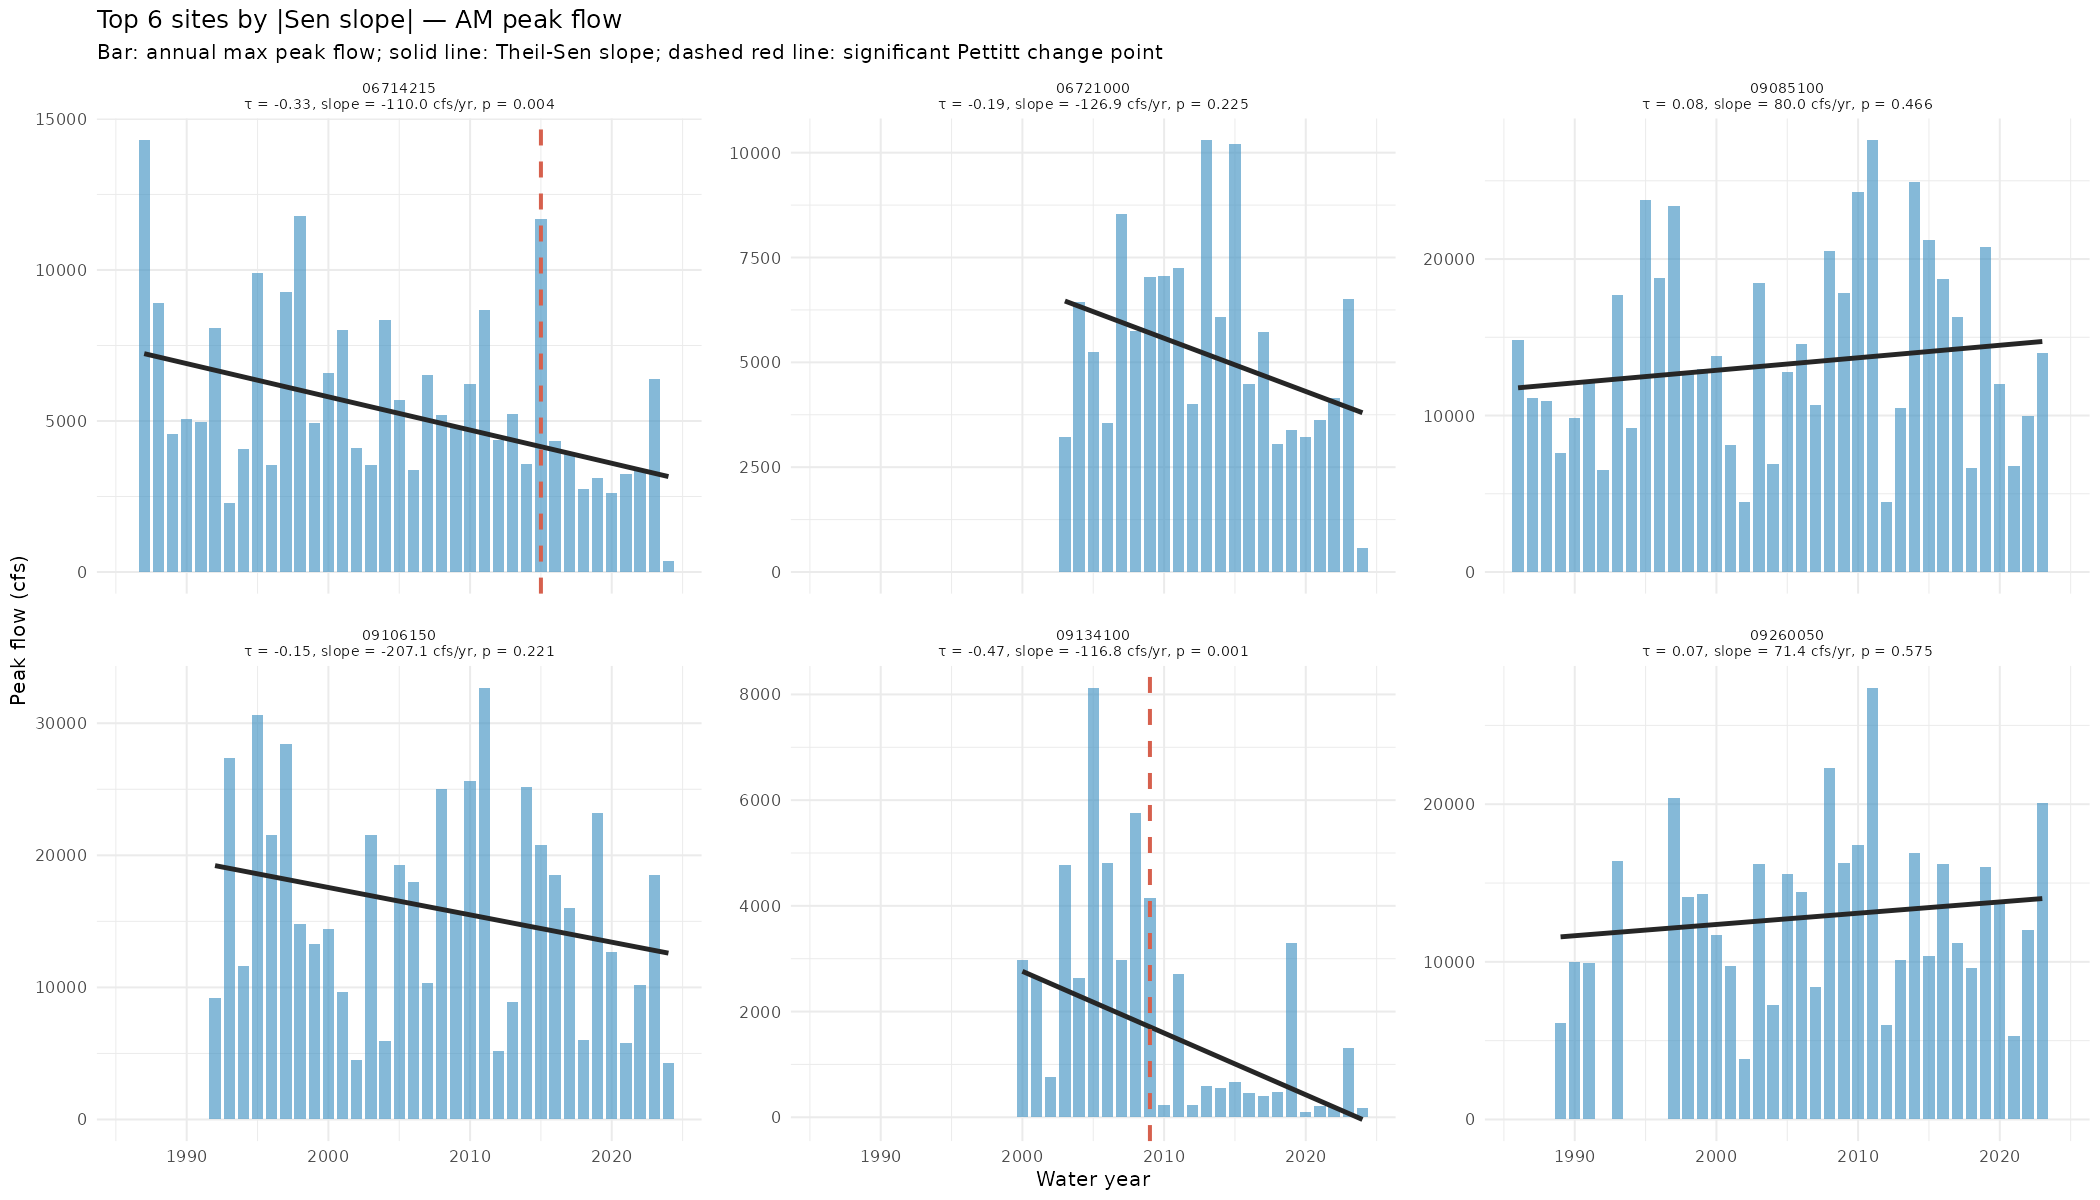 Top 6 sites by |Sen slope| — AM peak flow
Bar: annual max peak flow; solid line: Theil-Sen slope; dashed red line: significant Pettitt change point
06714215
τ = -0.33, slope = -110.0 cfs/yr, p = 0.004
15000
10000
5000
0
06721000
τ = -0.19, slope = -126.9 cfs/yr, p = 0.225
10000
7500
5000
2500
0
09085100
τ = 0.08, slope = 80.0 cfs/yr, p = 0.466
20000
10000
0
Peak flow (cfs)
09106150
τ = -0.15, slope = -207.1 cfs/yr, p = 0.221
30000
20000
10000
0
1990 2000 2010 2020
09134100
τ = -0.47, slope = -116.8 cfs/yr, p = 0.001
8000
6000
4000
2000
0
1990 2000 2010 2020
09260050
τ = 0.07, slope = 71.4 cfs/yr, p = 0.575
20000
10000
0
1990 2000 2010 2020
Water year